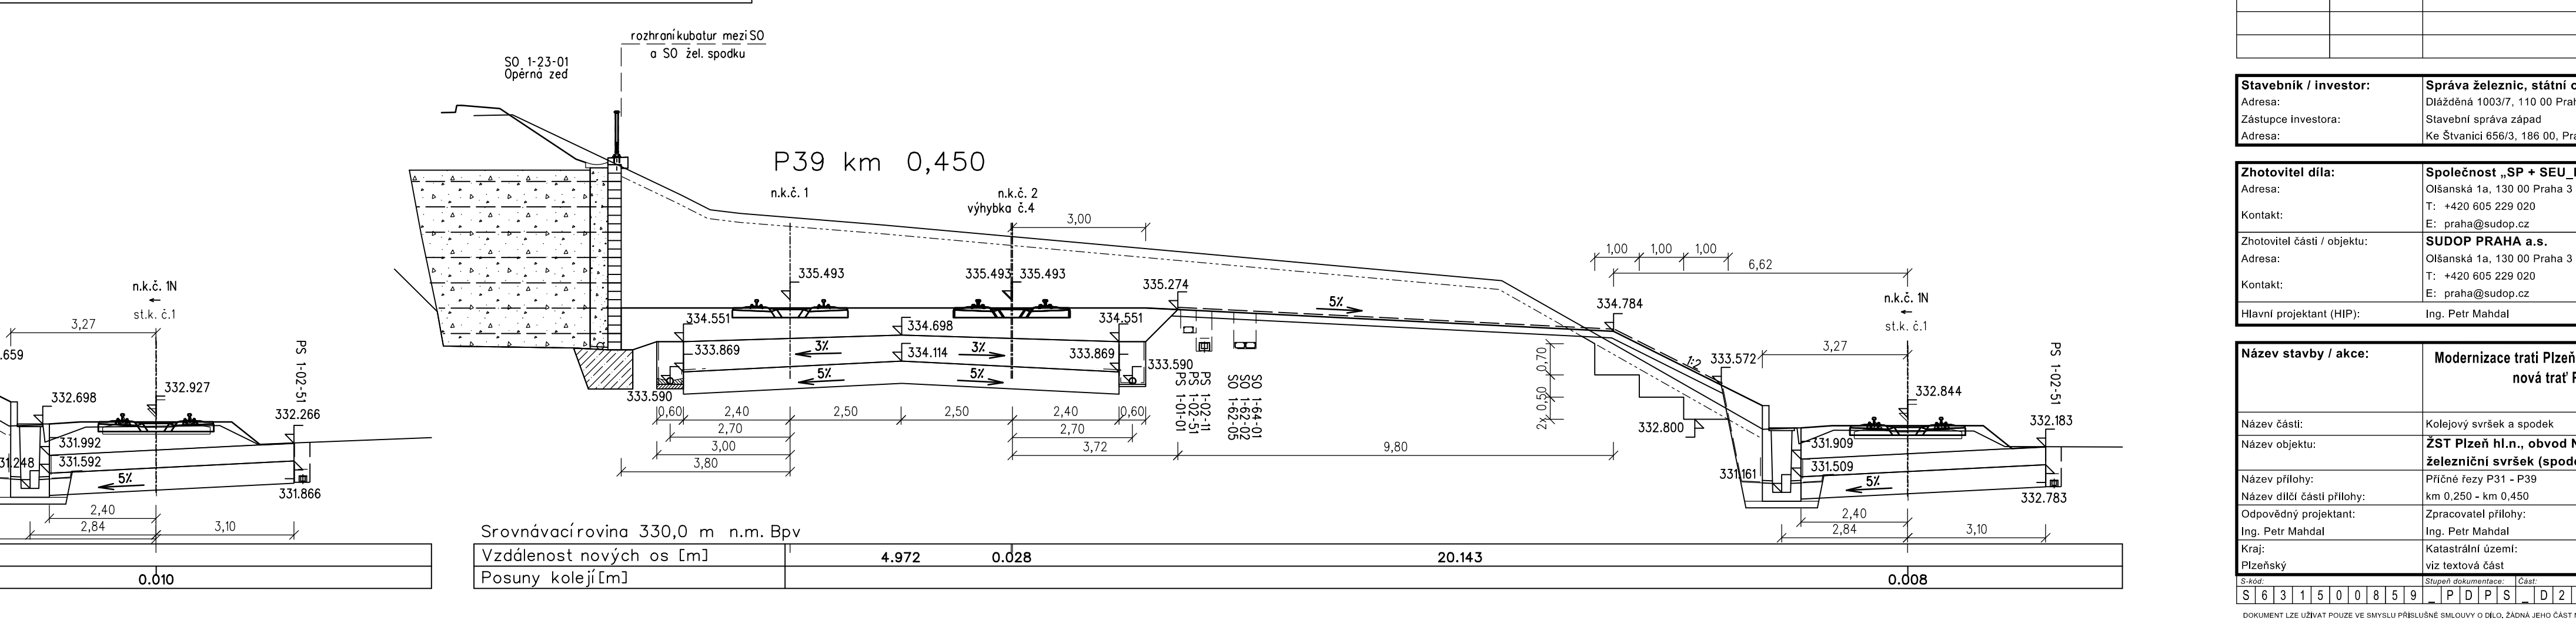 rozhraní kubatur mezi SO
a SO žel. spodku
SO 1-23-01
Opěrná zeď
P39 km 0,450
n.k.č. 1
n.k.č. 2
výhybka č.4
3,00
335.493
335.493
335.493
335.274
5%
1,00
1,00
1,00
6,62
334.784
334.551
334.698
334.551
333.869
3%
334.114
3%
333.869
333.590
5%
5%
333.590
0,60
2,40
2,50
2,50
2,40
0,60
2,70
2,70
3,00
3,72
9,80
3,80
PS 1-01-01
PS 1-02-51
PS 1-02-11
SO 1-62-05
SO 1-62-02
SO 1-64-01
0,70
2x 0,50
1:2
333.572
332.800
n.k.č. 1N
st.k. č.1
3,27
332.844
PS 1-02-51
332.183
331.909
331.509
331.161
5%
332.783
2,40
2,84
3,10
n.k.č. 1N
st.k. č.1
3,27
.659
332.698
332.927
PS 1-02-51
332.266
331.992
331.592
31.248
5%
331.866
2,40
2,84
3,10
0.010
Srovnávací rovina 330,0 m n.m. Bpv
Vzdálenost nových os [m]
4.972
0.028
20.143
Posuny kolejí [m]
0.008
Stavebník / investor:
Správa železnic, státní o
Adresa:
Dlážděná 1003/7, 110 00 Prah
Zástupce investora:
Stavební správa západ
Adresa:
Ke Štvanici 656/3, 186 00, Pra
Zhotovitel díla:
Společnost „SP + SEU_
Adresa:
Olšanská 1a, 130 00 Praha 3
Kontakt:
T: +420 605 229 020
E: praha@sudop.cz
Zhotovitel části / objektu:
SUDOP PRAHA a.s.
Adresa:
Olšanská 1a, 130 00 Praha 3
Kontakt:
T: +420 605 229 020
E: praha@sudop.cz
Hlavní projektant (HIP):
Ing. Petr Mahdal
Název stavby / akce:
Modernizace trati Plzeň
nová trať
Název části:
Kolejový svršek a spodek
Název objektu:
ŽST Plzeň hl.n., obvod
železniční svršek (spod
Název přílohy:
Příčné řezy P31 - P39
Název dílčí části přílohy:
km 0,250 - km 0,450
Odpovědný projektant:
Zpracovatel přílohy:
Ing. Petr Mahdal
Ing. Petr Mahdal
Kraj:
Katastrální území:
Plzeňský
viz textová část
S-kód:
Stupeň dokumentace:
Část:
S 6 3 1 5 0 0 8 5 9 _ P D P S _ D 2
DOKUMENT LZE UŽÍVAT POUZE VE SMYSLU PŘÍSLUŠNÉ SMLOUVY O DÍLO. ŽÁDNÁ JEHO ČÁST